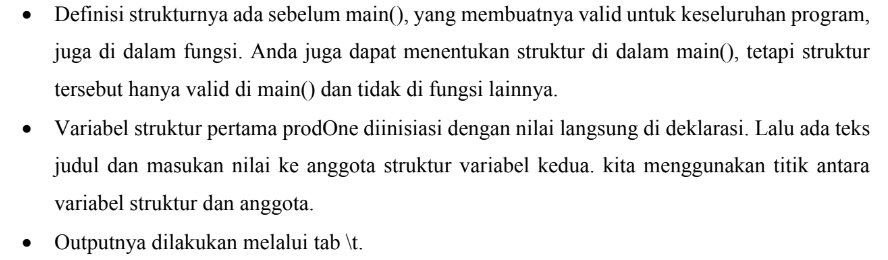 • Definisi strukturnya ada sebelum main(), yang membuatnya valid untuk keseluruhan program,
juga di dalam fungsi. Anda juga dapat menentukan struktur di dalam main(), tetapi struktur
tersebut hanya valid di main() dan tidak di fungsi lainnya.
• Variabel struktur pertama prodOne diinisiasi dengan nilai langsung di deklarasi. Lalu ada teks
judul dan masukan nilai ke anggota struktur variabel kedua. kita menggunakan titik antara
variabel struktur dan anggota.
• Outputnya dilakukan melalui tab \t.